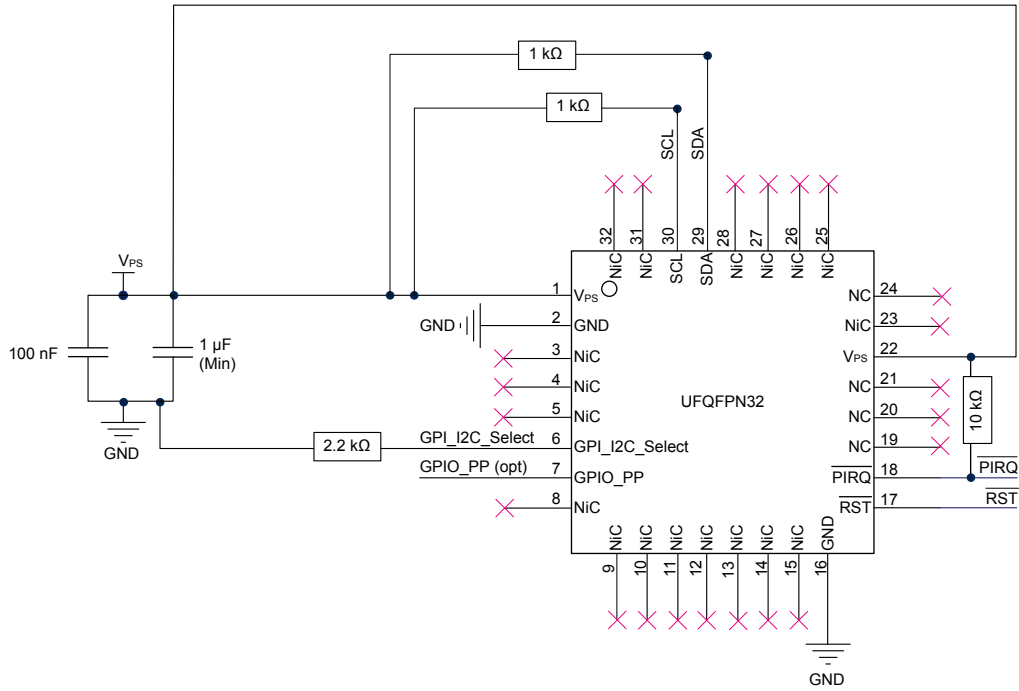 1 kΩ
1 kΩ
SCL
SDA
32
31
30
29
28
27
26
25
NiC
NiC
SCL
SDA
NiC
NiC
NiC
NiC
VPS
100 nF
1 µF
(Min)
GND
1
VPS
GND
2
GND
3
NiC
4
NiC
5
NiC
2.2 kΩ
GPI_I2C_Select
6
GPI_I2C_Select
GPIO_PP (opt)
7
GPIO_PP
8
NiC
UFQFPN32
NC
24
NiC
23
VPS
22
NC
21
NC
20
NC
19
10 kΩ
PIRQ
18
PIRQ
RST
17
RST
NiC
NiC
NiC
NiC
NiC
NiC
NiC
GND
9
10
11
12
13
14
15
16
GND